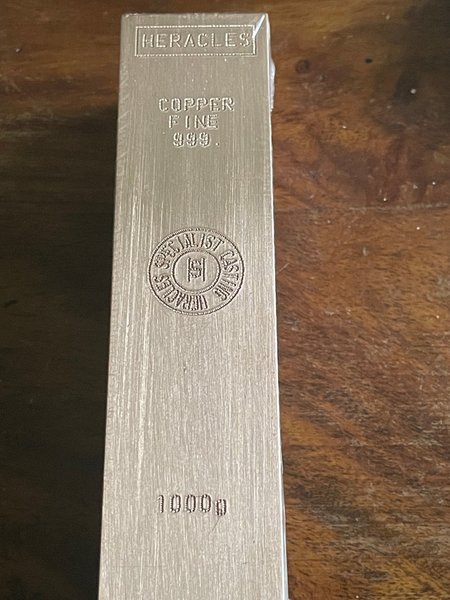 HERACLES
COPPER
FINE
999.
HERACLES SPECIALIST CASTING
1000g